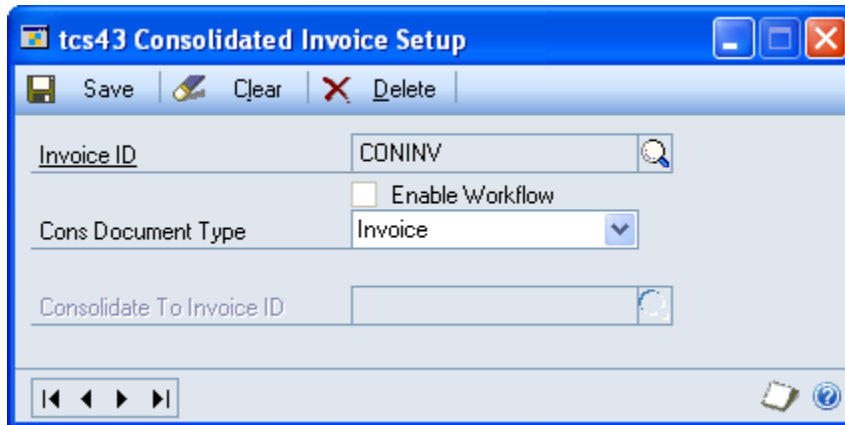 tcs43 Consolidated Invoice Setup
Save Clear Delete
Invoice ID CONINV
Enable Workflow
Cons Document Type Invoice
Consolidate To Invoice ID